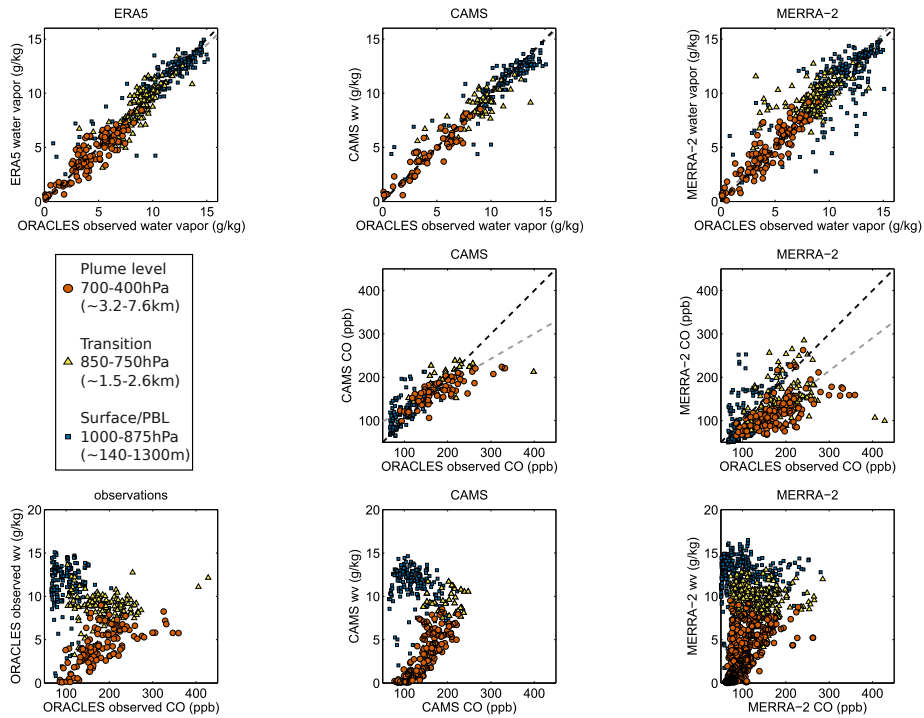 ERA5
CAMS
MERRA−2
15
10
5
0
0
5
10
15
ERA5 water vapor (g/kg)
ORACLES observed water vapor (g/kg)
15
10
5
0
0
5
10
15
CAMS wv (g/kg)
ORACLES observed water vapor (g/kg)
15
10
5
0
0
5
10
15
MERRA−2 water vapor (g/kg)
ORACLES observed water vapor (g/kg)
Plume level
700-400hPa
(~3.2-7.6km)
Transition
850-750hPa
(~1.5-2.6km)
Surface/PBL
1000-875hPa
(~140-1300m)
CAMS
400
300
200
100
100
200
300
400
CAMS CO (ppb)
ORACLES observed CO (ppb)
MERRA−2
400
300
200
100
100
200
300
400
MERRA−2 CO (ppb)
ORACLES observed CO (ppb)
observations
20
15
10
5
0
100
200
300
400
ORACLES observed wv (g/kg)
ORACLES observed CO (ppb)
CAMS
20
15
10
5
0
100
200
300
400
CAMS wv (g/kg)
CAMS CO (ppb)
MERRA−2
20
15
10
5
0
100
200
300
400
MERRA−2 wv (g/kg)
MERRA−2 CO (ppb)